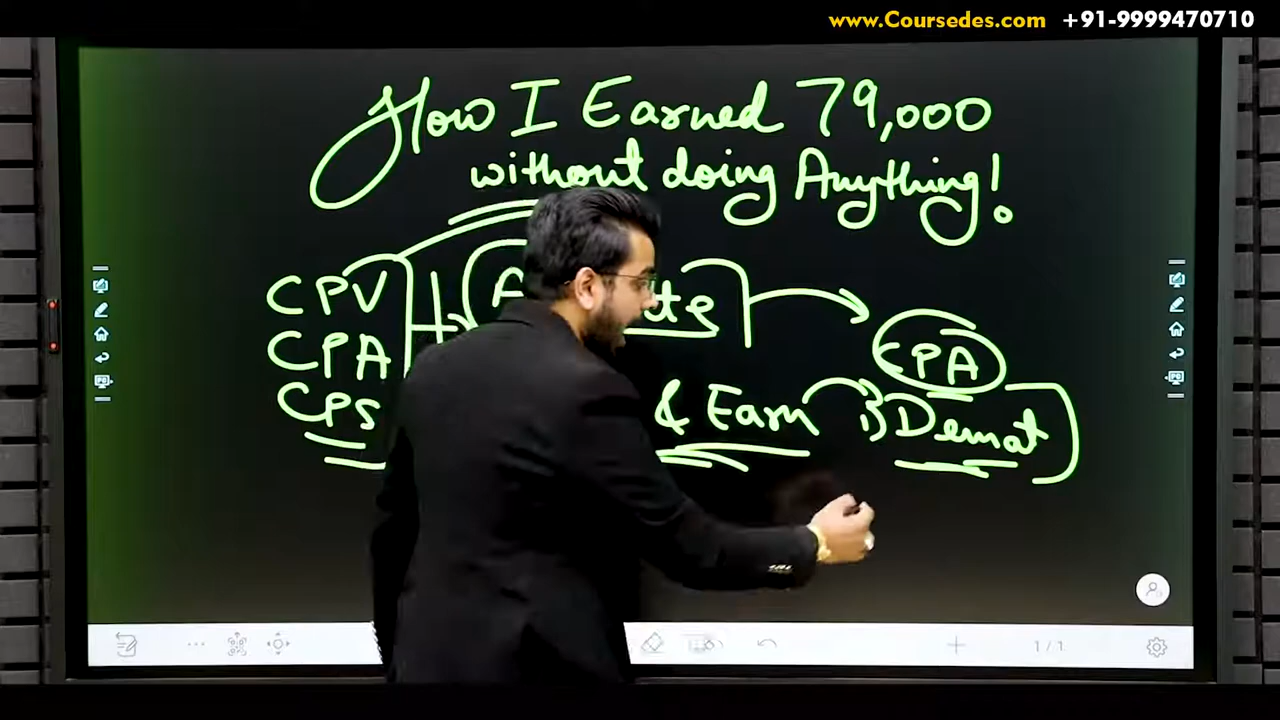 www.Coursedes.com +91-9999470710
How I Earned 79,000
without doing Anything!
CPV
CPA
CPS
CPA
& Earn
1) Demat
1/1